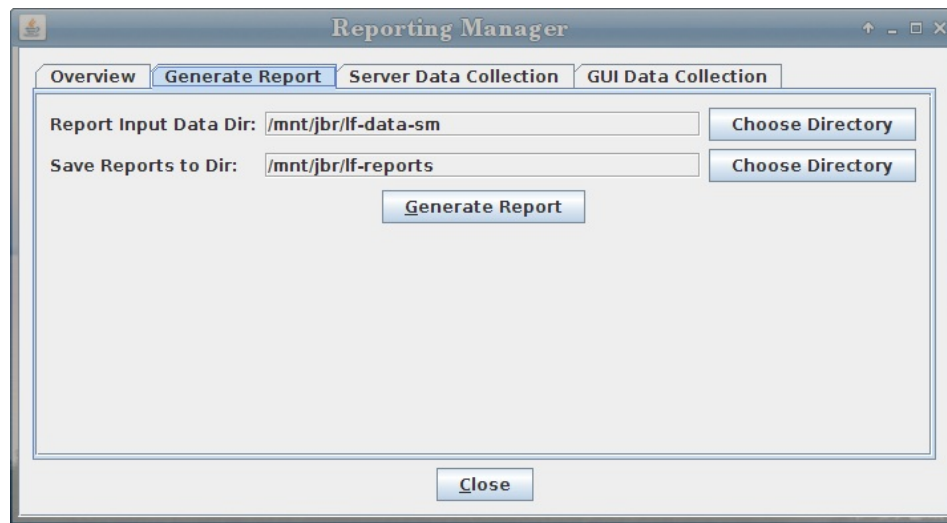 Reporting Manager
Overview Generate Report Server Data Collection GUI Data Collection
Report Input Data Dir: /mnt/jbr/lf-data-sm Choose Directory
Save Reports to Dir: /mnt/jbr/lf-reports Choose Directory
Generate Report
Close